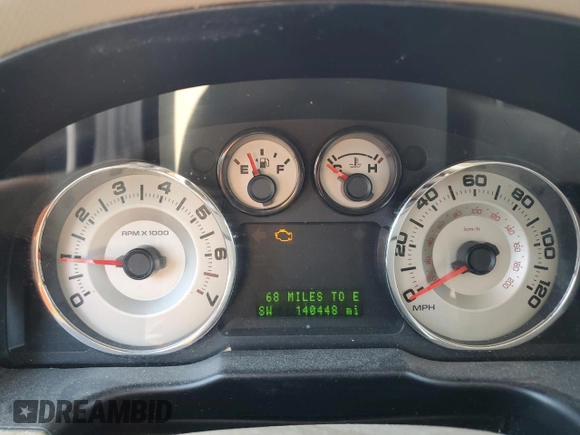 E F
C H
0 1 2 3 4 5 6 7
RPM X 1000
0 20 40 60 80 100 120
km/h
MPH
68 MILES TO E
SW 140448 mi
DREAMBID